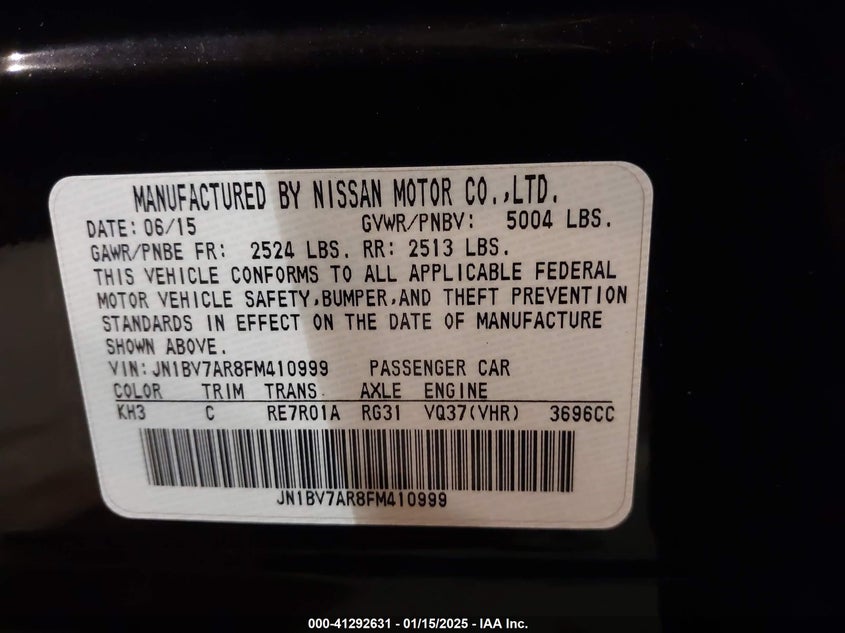 MANUFACTURED BY NISSAN MOTOR CO.,LTD.
DATE: 06/15 GVWR/PNBV: 5004 LBS.
GAWR/PNBE FR: 2524 LBS. RR: 2513 LBS.
THIS VEHICLE CONFORMS TO ALL APPLICABLE FEDERAL
MOTOR VEHICLE SAFETY,BUMPER,AND THEFT PREVENTION
STANDARDS IN EFFECT ON THE DATE OF MANUFACTURE
SHOWN ABOVE.
VIN: JN1BV7AR8FM410999 PASSENGER CAR
COLOR TRIM TRANS. AXLE ENGINE
KH3 C RE7R01A RG31 VQ37(VHR) 3696CC
JN1BV7AR8FM410999
000-41292631 - 01/15/2025 - IAA Inc.